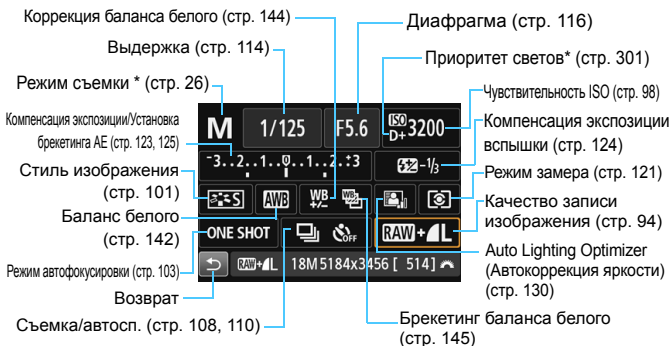 Коррекция баланса белого (стр. 144)
Диафрагма (стр. 116)
Выдержка (стр. 114)
Приоритет светов* (стр. 301)
Режим съемки * (стр. 26)
Чувствительность ISO (стр. 98)
Компенсация экспозиции/Установка
брекетинга AE (стр. 123, 125)
Компенсация экспозиции
вспышки (стр. 124)
Стиль изображения
(стр. 101)
Режим замера (стр. 121)
Баланс белого
(стр. 142)
Качество записи
изображения (стр. 94)
Режим автофокусировки (стр. 103)
Auto Lighting Optimizer
(Автокоррекция яркости)
(стр. 130)
Возврат
Съемка/автосп. (стр. 108, 110)
Брекетинг баланса белого
(стр. 145)
M 1/125 F5.6 ISO D+ 3200
-3..2..1..0..1..2..+3 -1/3
S AWB WB +/- WB
ONE SHOT OFF RAW+L
RAW+L 18M 5184x3456 [ 514]